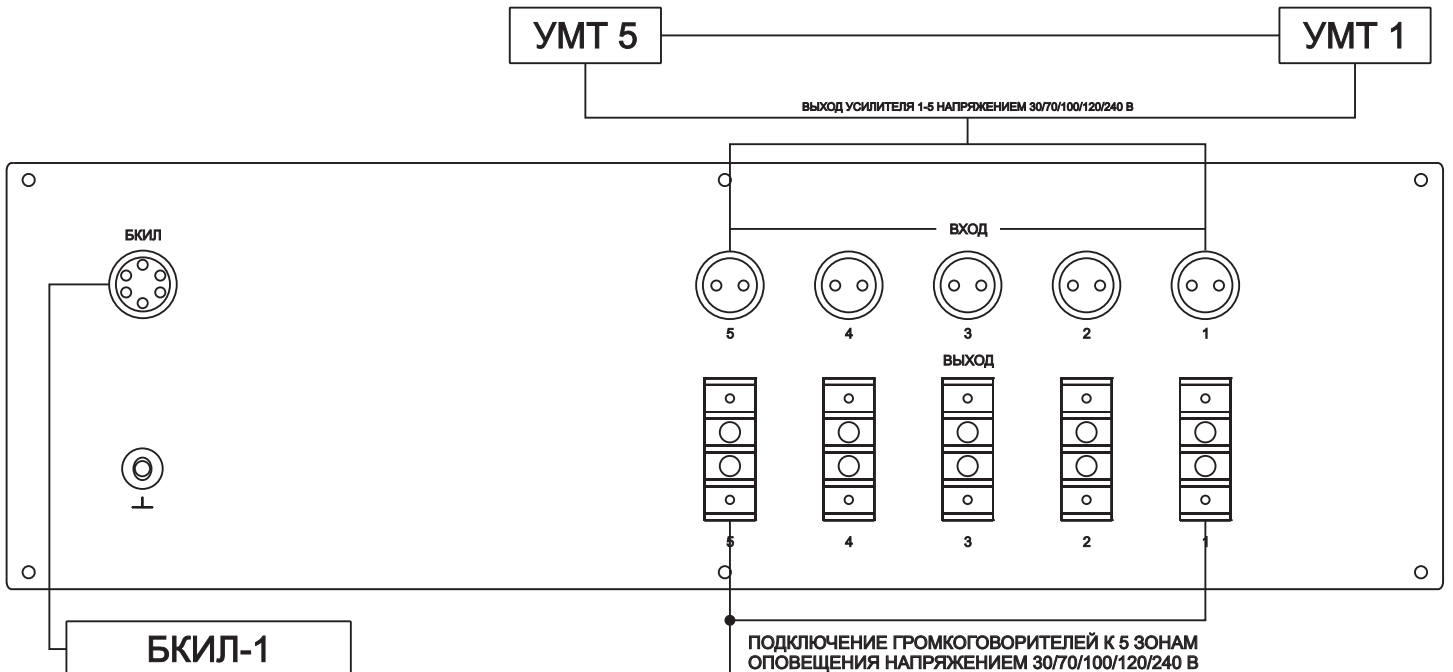 УМТ 5 УМТ 1
ВЫХОД УСИЛИТЕЛЯ 1-5 НАПРЯЖЕНИЕМ 30/70/100/120/240 В
БКИЛ
ВХОД
5 4 3 2 1
ВЫХОД
5 4 3 2 1
БКИЛ-1
ПОДКЛЮЧЕНИЕ ГРОМКОГОВОРИТЕЛЕЙ К 5 ЗОНАМ
ОПОВЕЩЕНИЯ НАПРЯЖЕНИЕМ 30/70/100/120/240 В